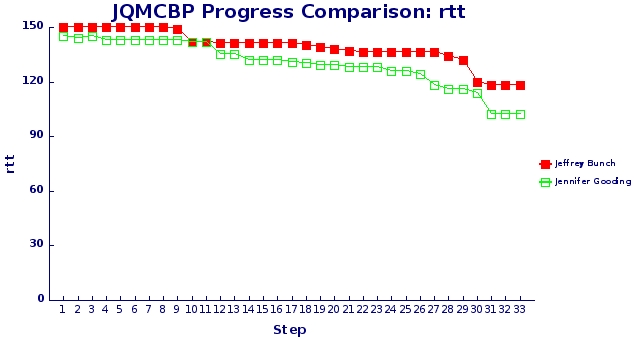 JQMCBP Progress Comparison: rtt
150
120
90
60
30
0
rtt
1 2 3 4 5 6 7 8 9 10 11 12 13 14 15 16 17 18 19 20 21 22 23 24 25 26 27 28 29 30 31 32 33
Step
Jeffrey Bunch
Jennifer Gooding